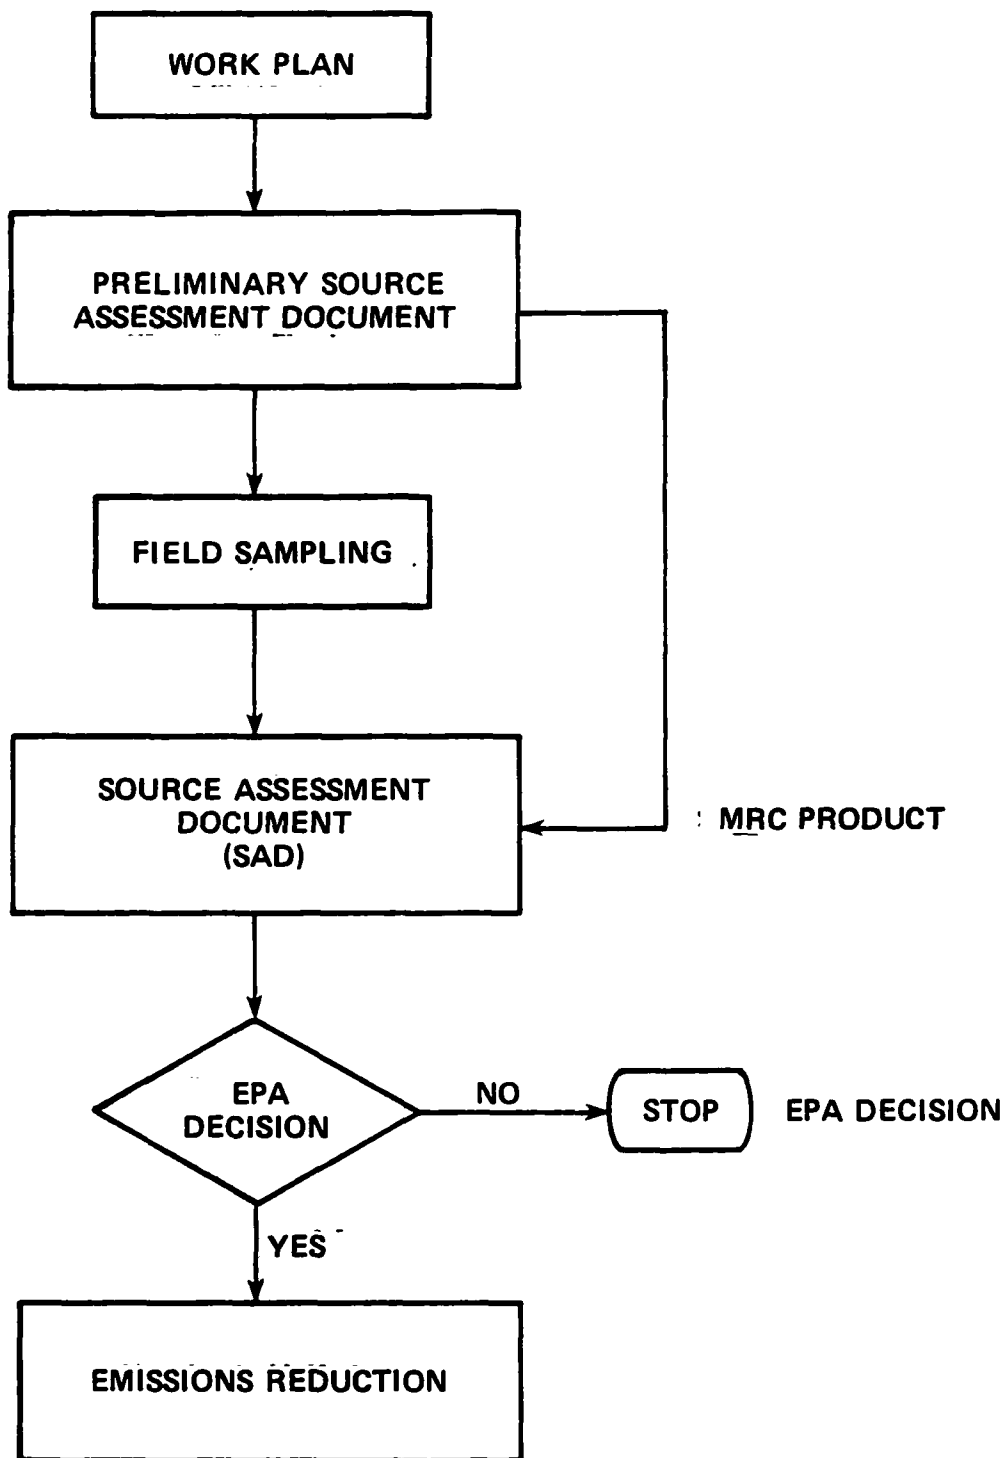 WORK PLAN
PRELIMINARY SOURCE
ASSESSMENT DOCUMENT
FIELD SAMPLING
SOURCE ASSESSMENT
DOCUMENT
(SAD)
MRC PRODUCT
EPA
DECISION
NO
STOP
EPA DECISION
YES
EMISSIONS REDUCTION